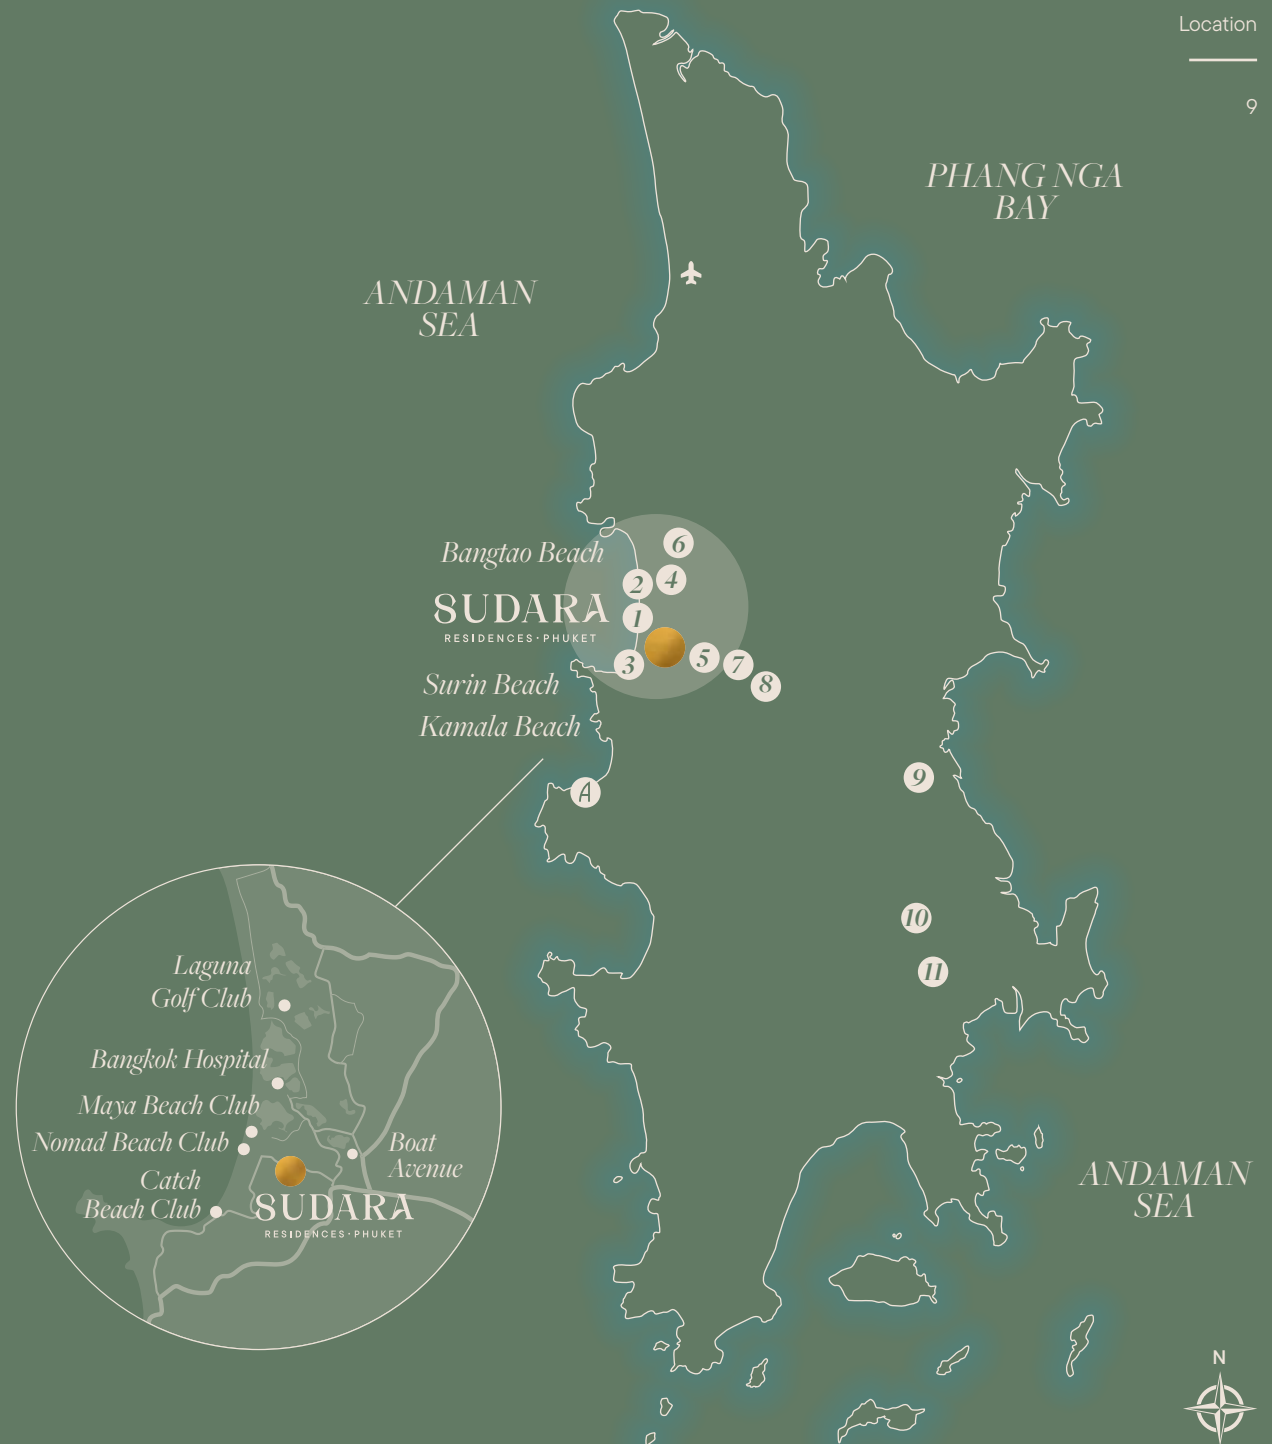 Location
9
PHANG NGA
BAY
ANDAMAN
SEA
Bangtao Beach
6
2
4
SUDARA
RESIDENCES·PHUKET
1
3
5
7
8
Surin Beach
Kamala Beach
9
A
10
11
Laguna
Golf Club
Bangkok Hospital
Maya Beach Club
Nomad Beach Club
Boat
Avenue
Catch
Beach Club
SUDARA
RESIDENCES·PHUKET
ANDAMAN
SEA
N